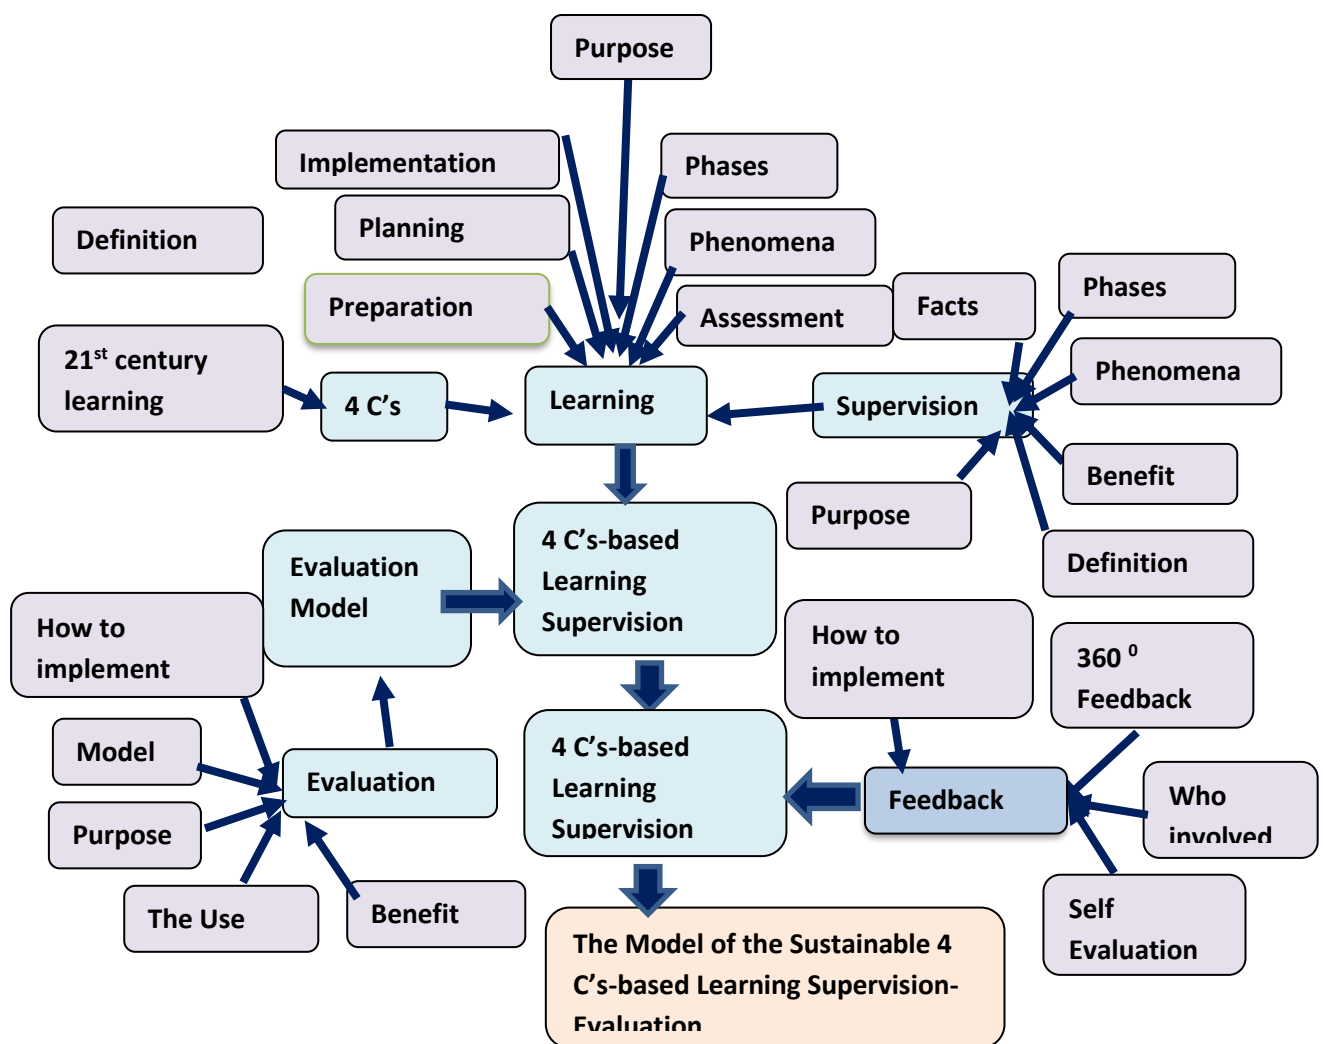 Purpose
Implementation
Phases
Planning
Phenomena
Definition
Preparation
Assessment
Facts
Phases
21st century
learning
4 C's
Learning
Supervision
Phenomena
Benefit
Purpose
Definition
4 C's-based
Learning
Supervision
Evaluation
Model
How to
implement
How to
implement
360 0
Feedback
Model
Evaluation
4 C's-based
Learning
Supervision
Feedback
Who
involved
Purpose
The Use
Benefit
Self
Evaluation
The Model of the Sustainable 4
C's-based Learning Supervision-
Evaluation